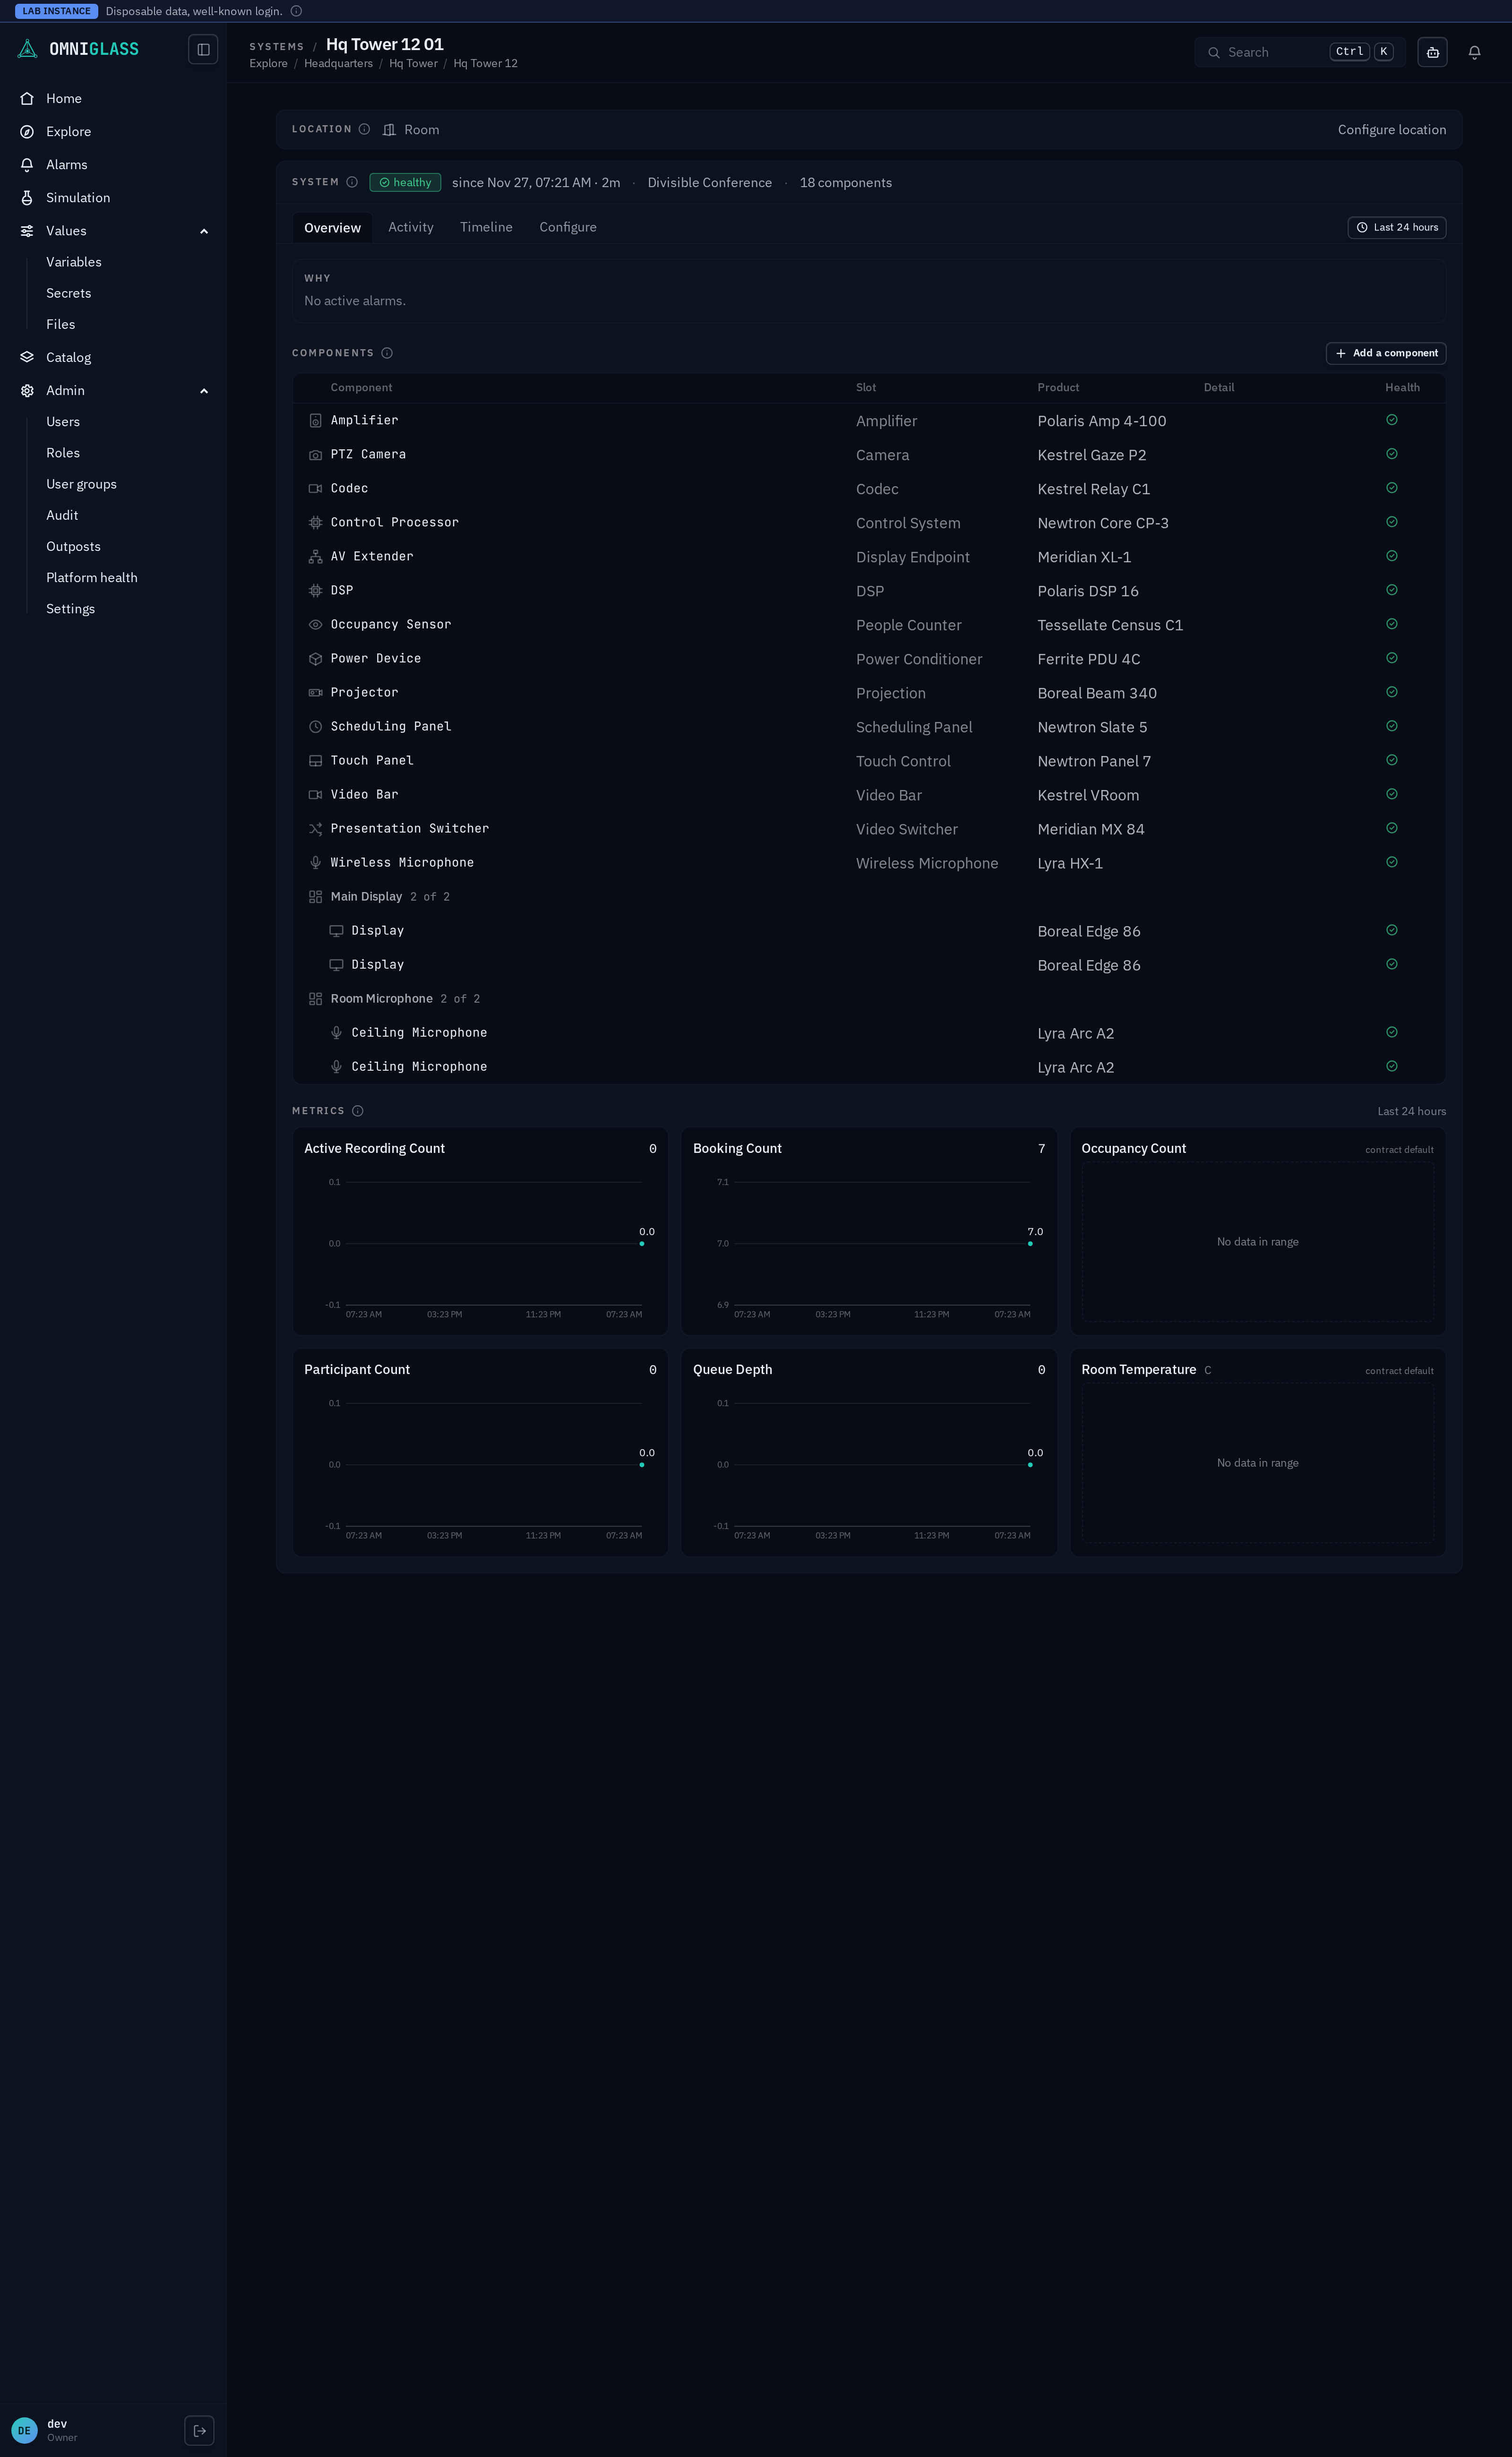 LAB INSTANCE Disposable data, well-known login.
OMNIGLASS
Home
Explore
Alarms
Simulation
Values
Variables
Secrets
Files
Catalog
Admin
Users
Roles
User groups
Audit
Outposts
Platform health
Settings
DE dev
Owner
SYSTEMS / Hq Tower 12 01
Explore / Headquarters / Hq Tower / Hq Tower 12
Search Ctrl K
LOCATION Room Configure location
SYSTEM healthy since Nov 27, 07:21 AM · 2m · Divisible Conference · 18 components
Overview Activity Timeline Configure Last 24 hours
WHY
No active alarms.
COMPONENTS Add a component
Component Slot Product Detail Health
Amplifier Amplifier Polaris Amp 4-100
PTZ Camera Camera Kestrel Gaze P2
Codec Codec Kestrel Relay C1
Control Processor Control System Newtron Core CP-3
AV Extender Display Endpoint Meridian XL-1
DSP DSP Polaris DSP 16
Occupancy Sensor People Counter Tessellate Census C1
Power Device Power Conditioner Ferrite PDU 4C
Projector Projection Boreal Beam 340
Scheduling Panel Scheduling Panel Newtron Slate 5
Touch Panel Touch Control Newtron Panel 7
Video Bar Video Bar Kestrel VRoom
Presentation Switcher Video Switcher Meridian MX 84
Wireless Microphone Wireless Microphone Lyra HX-1
Main Display 2 of 2
Display Boreal Edge 86
Display Boreal Edge 86
Room Microphone 2 of 2
Ceiling Microphone Lyra Arc A2
Ceiling Microphone Lyra Arc A2
METRICS Last 24 hours
Active Recording Count 0
0.1
0.0
0.0
-0.1
07:23 AM 03:23 PM 11:23 PM 07:23 AM
Booking Count 7
7.1
7.0
7.0
6.9
07:23 AM 03:23 PM 11:23 PM 07:23 AM
Occupancy Count contract default
No data in range
Participant Count 0
0.1
0.0
0.0
-0.1
07:23 AM 03:23 PM 11:23 PM 07:23 AM
Queue Depth 0
0.1
0.0
0.0
-0.1
07:23 AM 03:23 PM 11:23 PM 07:23 AM
Room Temperature C contract default
No data in range